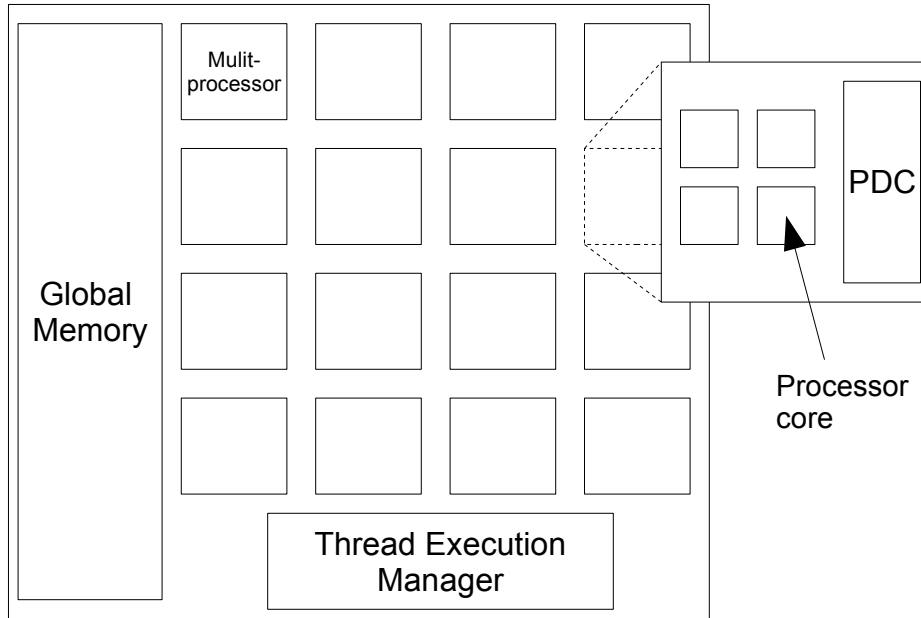 Mulit-
processor
PDC
Global
Memory
Processor
core
Thread Execution
Manager